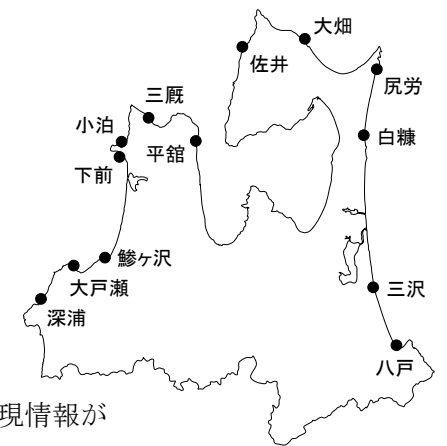 大畑
佐井
尻労
三厩
小泊
白糠
平舘
下前
鰺ヶ沢
大戸瀬
三沢
深浦
八戸
現情報が